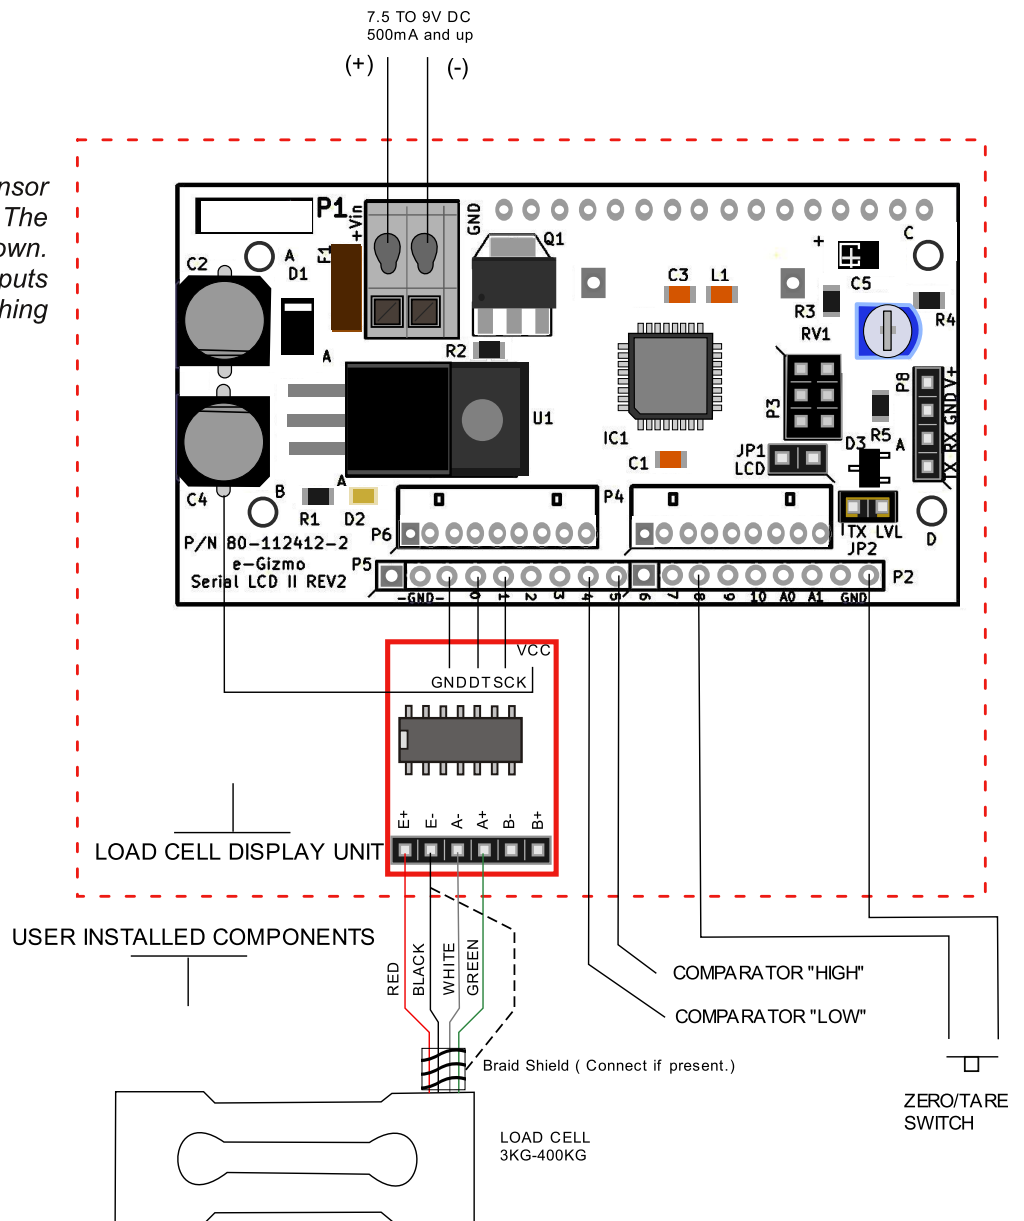 7.5 TO 9V DC
500mA and up
(+)
(-)
nsor
The
own.
puts
hing
P1
+Vin
GND
F1
A
D1
C2
Q1
C3
L1
+
C
C5
R3
RV1
R4
A
R2
P3
P8
TX RX GND V+
U1
IC1
C1
JP1
LCD
D3
R5
A
C4
B
A
R1
D2
P6
P4
TX LVL
JP2
D
P/N 80-112412-2
e-Gizmo
Serial LCD II REV2
P5
P2
-GND-
0
1
2
3
4
5
6
7
8
9
10
A0
A1
GND
VCC
GND
DT
SCK
E+
E-
A-
A+
B-
B+
LOAD CELL DISPLAY UNIT
USER INSTALLED COMPONENTS
RED
BLACK
WHITE
GREEN
COMPARATOR "HIGH"
COMPARATOR "LOW"
Braid Shield ( Connect if present.)
ZERO/TARE
SWITCH
LOAD CELL
3KG-400KG